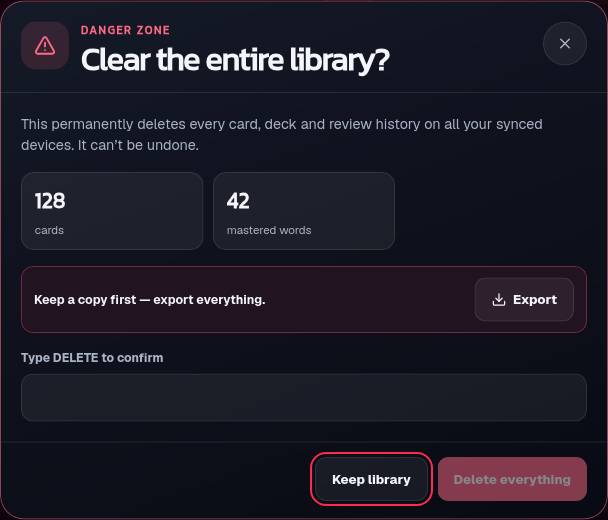 DANGER ZONE
Clear the entire library?
This permanently deletes every card, deck and review history on all your synced
devices. It can’t be undone.
128
cards
42
mastered words
Keep a copy first — export everything.
Export
Type DELETE to confirm
Keep library
Delete everything